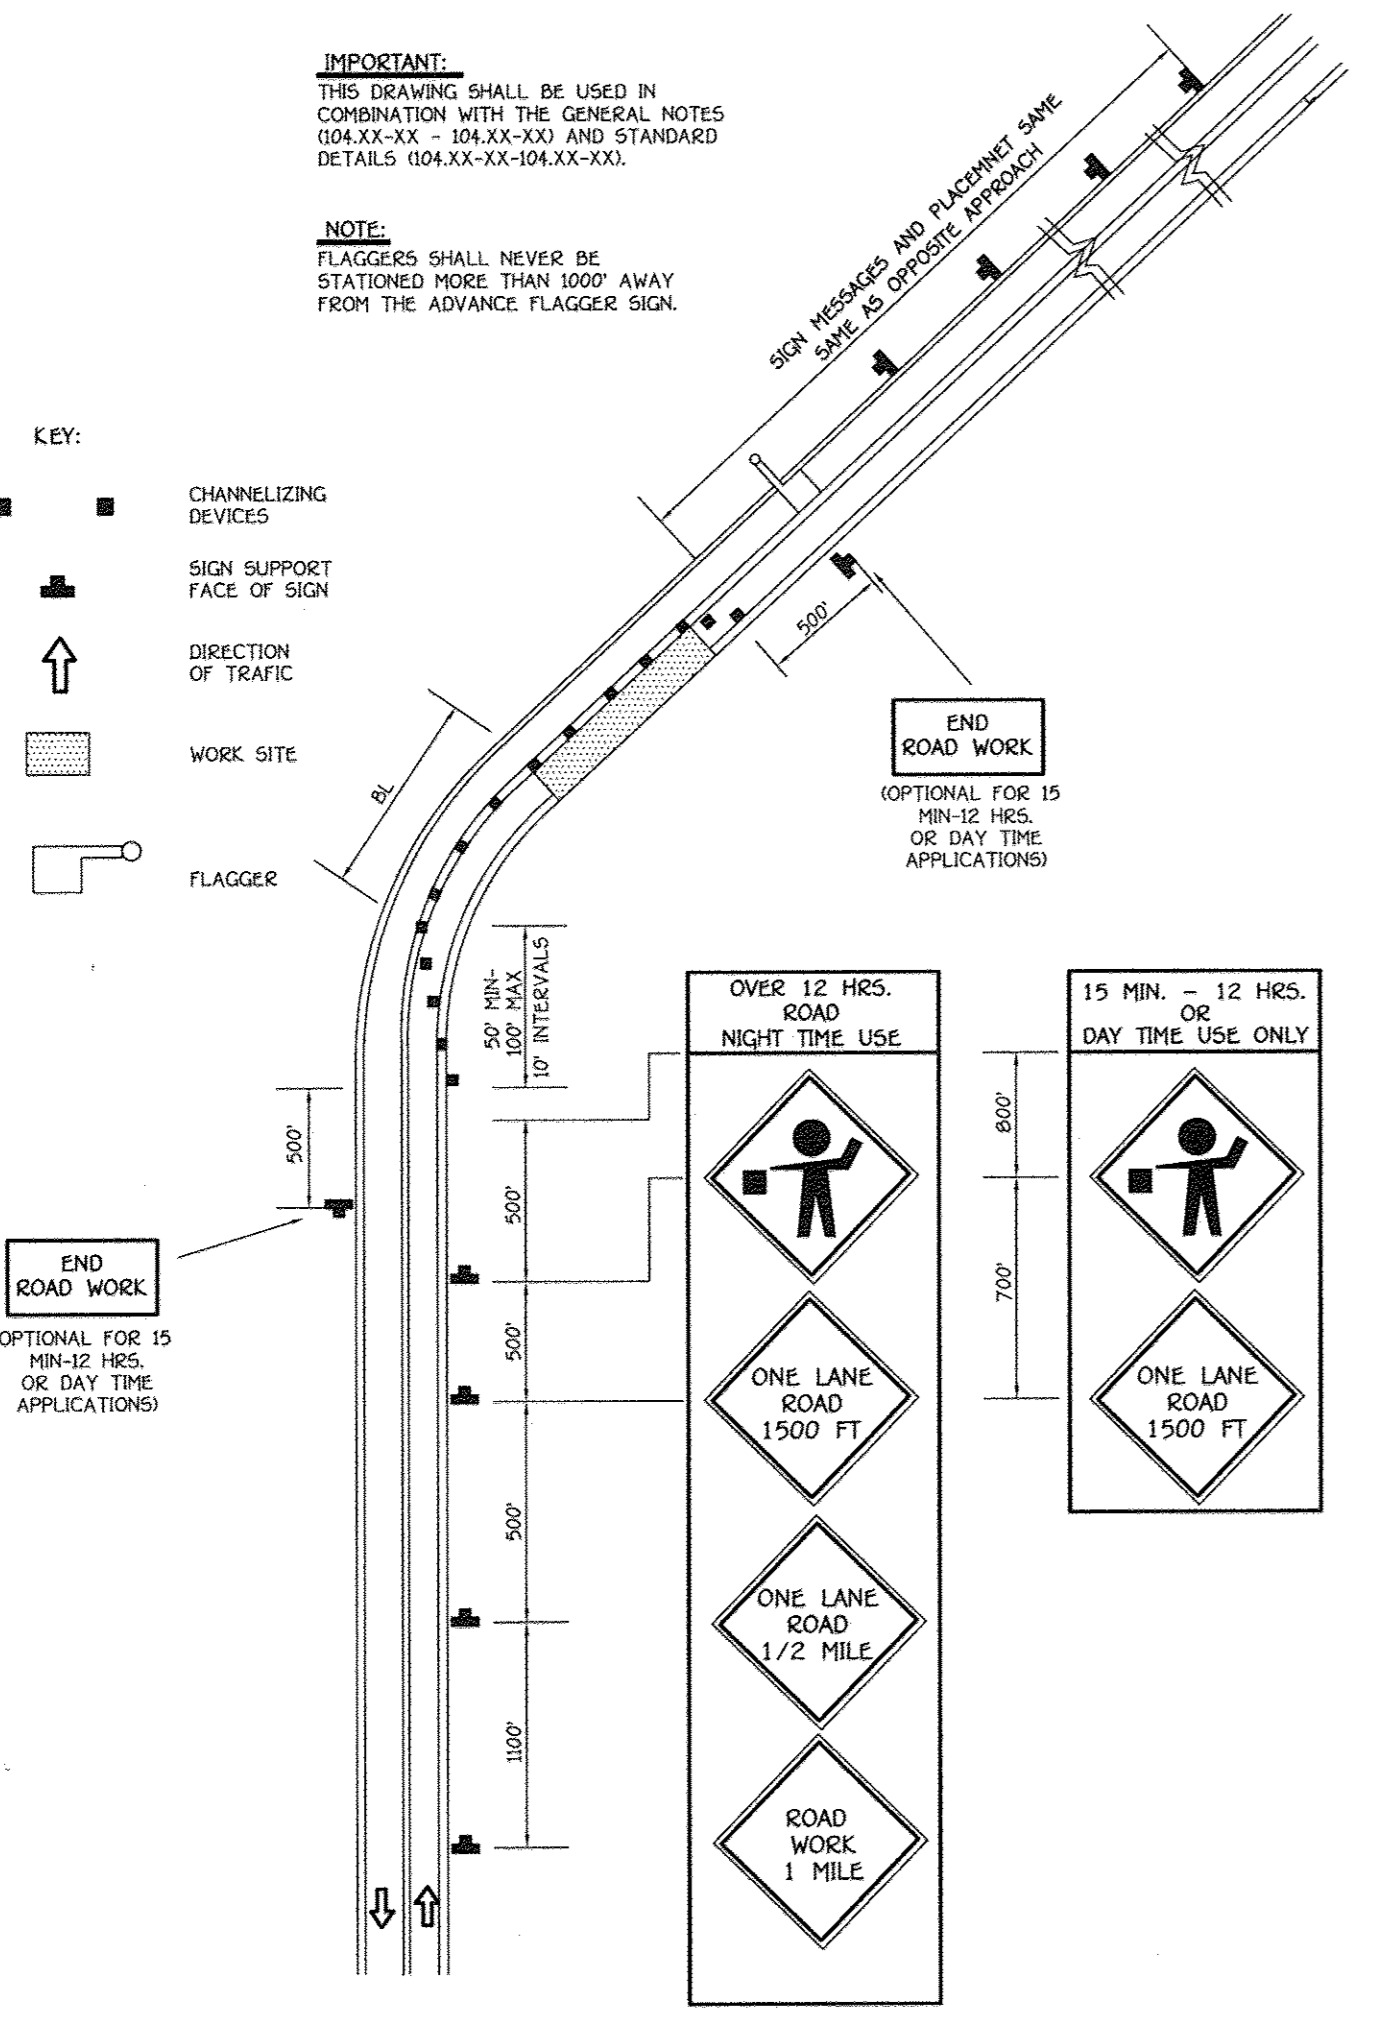 IMPORTANT:
THIS DRAWING SHALL BE USED IN
COMBINATION WITH THE GENERAL NOTES
(104.XX-XX - 104.XX-XX) AND STANDARD
DETAILS (104.XX-XX-104.XX-XX).
NOTE:
FLAGGERS SHALL NEVER BE
STATIONED MORE THAN 1000' AWAY
FROM THE ADVANCE FLAGGER SIGN.
SIGN MESSAGES AND PLACEMNET SAME
SAME AS OPPOSITE APPROACH
KEY:
CHANNELIZING
DEVICES
SIGN SUPPORT
FACE OF SIGN
DIRECTION
OF TRAFIC
WORK SITE
FLAGGER
500'
END
ROAD WORK
(OPTIONAL FOR 15
MIN-12 HRS.
OR DAY TIME
APPLICATIONS)
BL
50' MIN-
100' MAX
10' INTERVALS
500'
END
ROAD WORK
OPTIONAL FOR 15
MIN-12 HRS.
OR DAY TIME
APPLICATIONS)
500'
500'
500'
1100'
OVER 12 HRS.
ROAD
NIGHT TIME USE
ONE LANE
ROAD
1500 FT
ONE LANE
ROAD
1/2 MILE
ROAD
WORK
1 MILE
800'
700'
15 MIN. - 12 HRS.
OR
DAY TIME USE ONLY
ONE LANE
ROAD
1500 FT